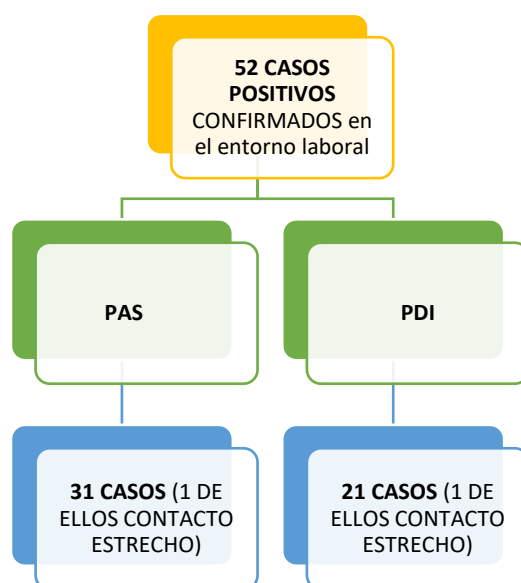 52 CASOS
POSITIVOS
CONFIRMADOS en
el entorno laboral
PAS
PDI
31 CASOS (1 DE
ELLOS CONTACTO
ESTRECHO)
21 CASOS (1 DE
ELLOS CONTACTO
ESTRECHO)